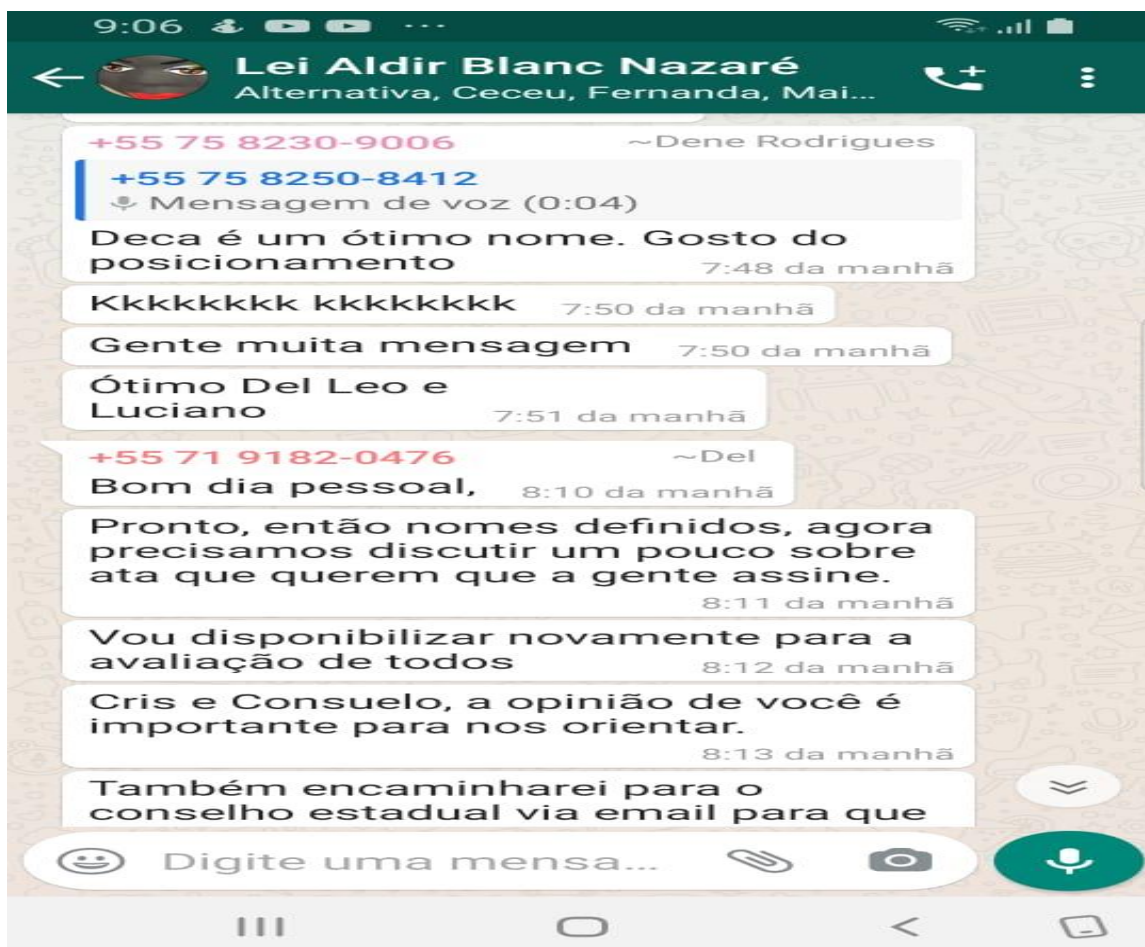 9:06
Lei Aldir Blanc Nazaré
Alternativa, Ceceu, Fernanda, Mai...
+55 75 8230-9006 ~Dene Rodrigues
+55 75 8250-8412
Mensagem de voz (0:04)
Deca é um ótimo nome. Gosto do
posicionamento 7:48 da manhã
Kkkkkkkk kkkkkkkk 7:50 da manhã
Gente muita mensagem 7:50 da manhã
Ótimo Del Leo e
Luciano 7:51 da manhã
+55 71 9182-0476 ~Del
Bom dia pessoal, 8:10 da manhã
Pronto, então nomes definidos, agora
precisamos discutir um pouco sobre
ata que querem que a gente assine.
8:11 da manhã
Vou disponibilizar novamente para a
avaliação de todos 8:12 da manhã
Cris e Consuelo, a opinião de você é
importante para nos orientar.
8:13 da manhã
Também encaminharei para o
conselho estadual via email para que
Digite uma mensa...